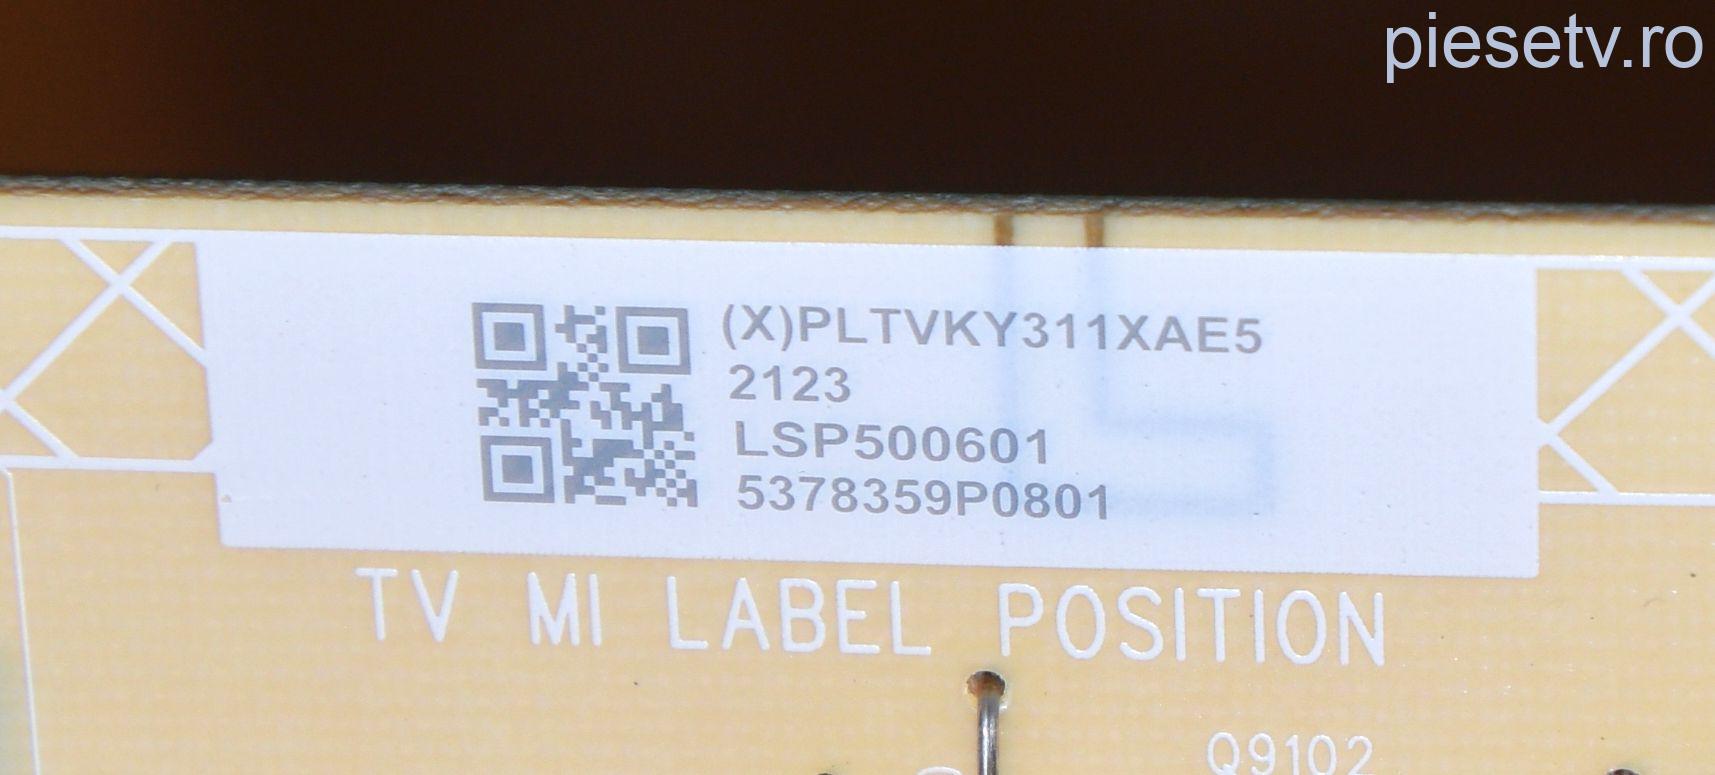 piesetv.ro
(X)PLTVKY311XAE5
2123
LSP500601
5378359P0801
TV MI LABEL POSITION
Q9102